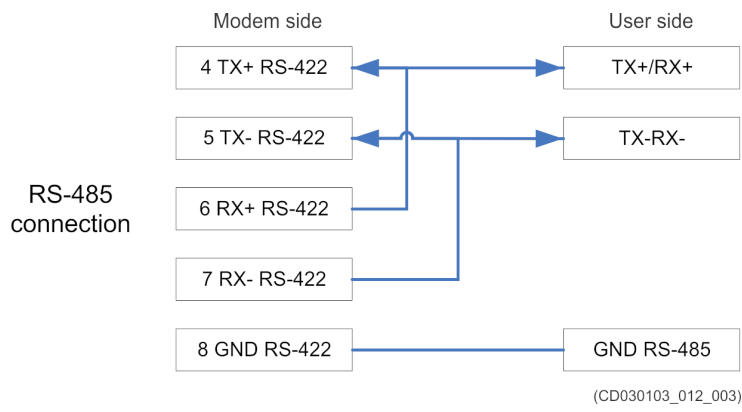 Modem side
User side
4 TX+ RS-422
TX+/RX+
5 TX- RS-422
TX-RX-
RS-485
connection
6 RX+ RS-422
7 RX- RS-422
8 GND RS-422
GND RS-485
(CD030103_012_003)